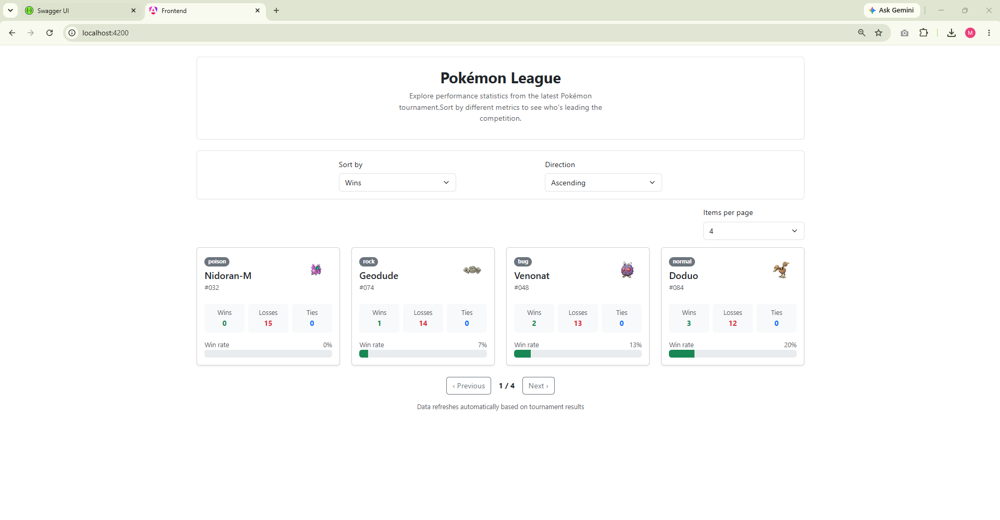 Swagger UI
Frontend
Ask Gemini
localhost:4200
M
Pokémon League
Explore performance statistics from the latest Pokémon
tournament.Sort by different metrics to see who's leading the
competition.
Sort by
Direction
Wins
Ascending
Items per page
4
poison
Nidoran-M
#032
Wins
Losses
Ties
0
15
0
Win rate
0%
rock
Geodude
#074
Wins
Losses
Ties
1
14
0
Win rate
7%
bug
Venonat
#048
Wins
Losses
Ties
2
13
0
Win rate
13%
normal
Doduo
#084
Wins
Losses
Ties
3
12
0
Win rate
20%
‹ Previous
1 / 4
Next ›
Data refreshes automatically based on tournament results